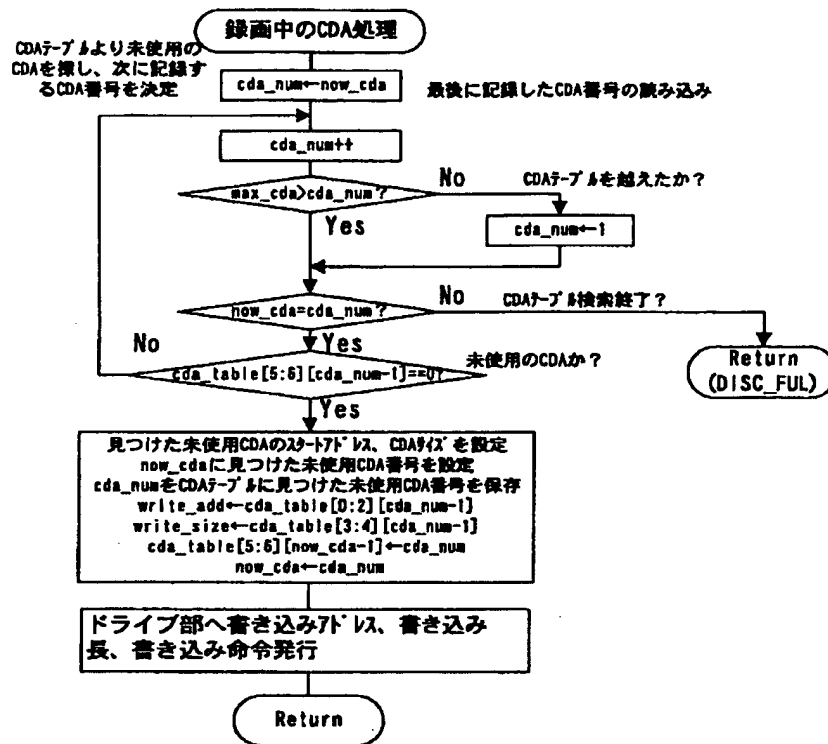 録画中のCDA処理
CDAﾃｰﾌﾞﾙより未使用の
CDAを探し、次に記録す
るCDA番号を決定
cda_num←now_cda
最後に記録したCDA番号の読み込み
cda_num++
max_cda>cda_num?
No
CDAﾃｰﾌﾞﾙを越えたか?
Yes
cda_num←1
now_cda=cda_num?
No
CDAﾃｰﾌﾞﾙ検索終了?
Yes
No
Return
(DISC_FUL)
cda_table[5:6][cda_num-1]==0?
未使用のCDAか?
Yes
見つけた未使用CDAのｽﾀｰﾄｱﾄﾞﾚｽ、CDAｻｲｽﾞを設定
now_cdaに見つけた未使用CDA番号を設定
cda_numをCDAﾃｰﾌﾞﾙに見つけた未使用CDA番号を保存
write_add←cda_table[0:2][cda_num-1]
write_size←cda_table[3:4][cda_num-1]
cda_table[5:6][now_cda-1]←cda_num
now_cda←cda_num
ドライブ部へ書き込みｱﾄﾞﾚｽ、書き込み
長、書き込み命令発行
Return